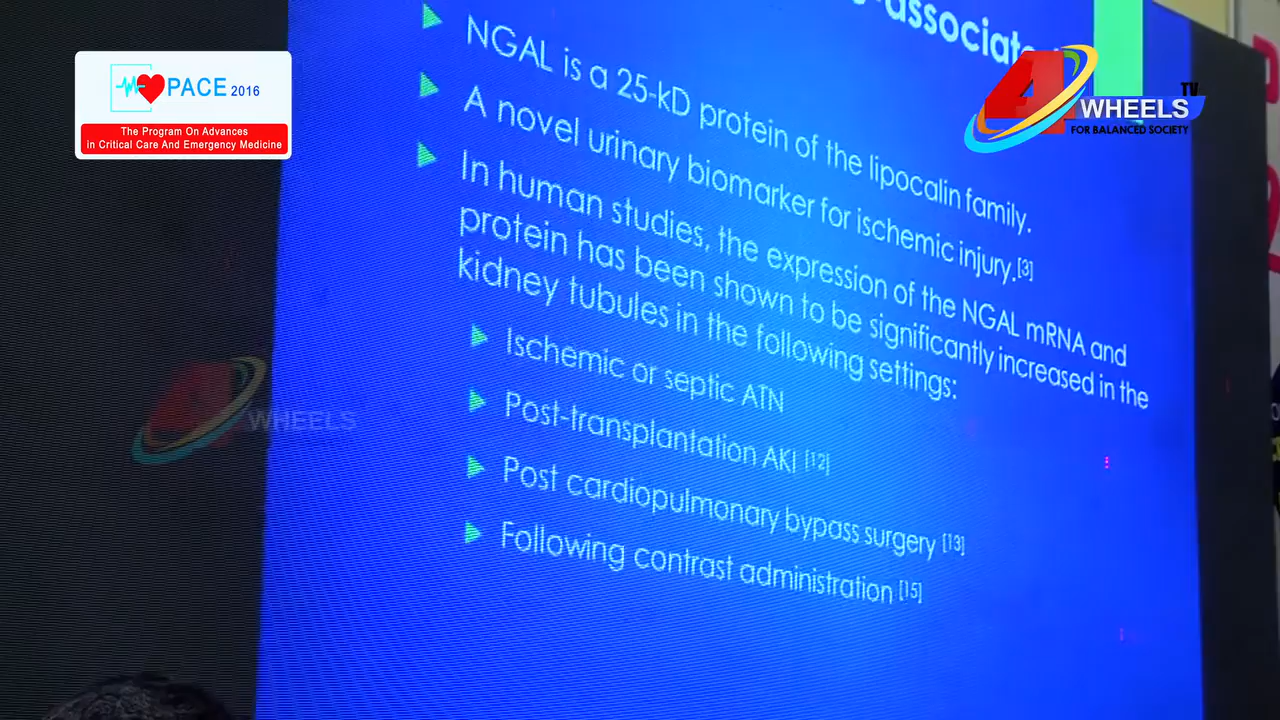 PACE 2016
The Program On Advances
in Critical Care And Emergency Medicine
4 WHEELS TV
FOR BALANCED SOCIETY
NGAL is a 25-kD protein of the lipocalin family.
A novel urinary biomarker for ischemic injury.[3]
In human studies, the expression of the NGAL mRNA and
protein has been shown to be significantly increased in the
kidney tubules in the following settings:
Ischemic or septic ATN
Post-transplantation AKI [12]
Post cardiopulmonary bypass surgery [13]
Following contrast administration [15]
WHEELS